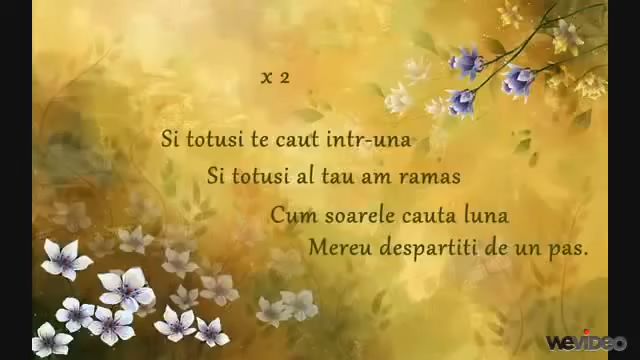 x 2
Si totusi te caut intr-una
Si totusi al tau am ramas
Cum soarele cauta luna
Mereu despartiti de un pas.
WEVIDEO